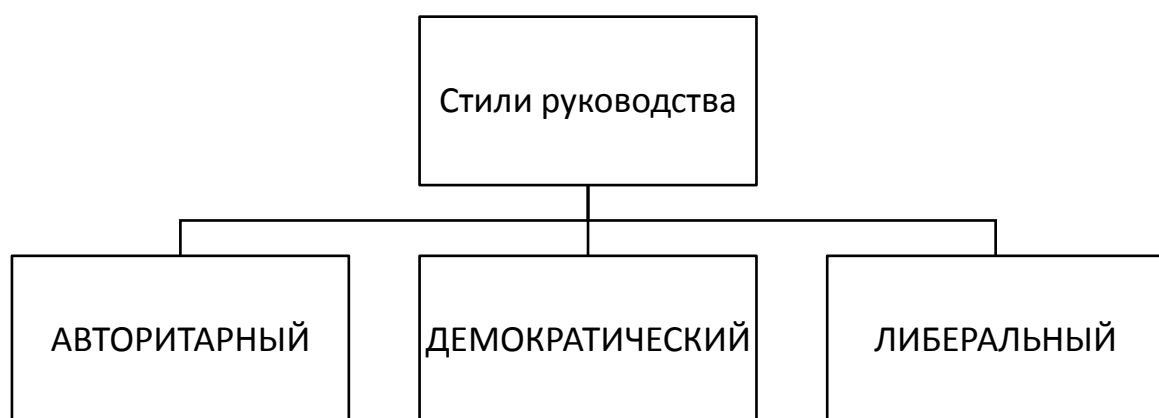 Стили руководства
АВТОРИТАРНЫЙ
ДЕМОКРАТИЧЕСКИЙ
ЛИБЕРАЛЬНЫЙ